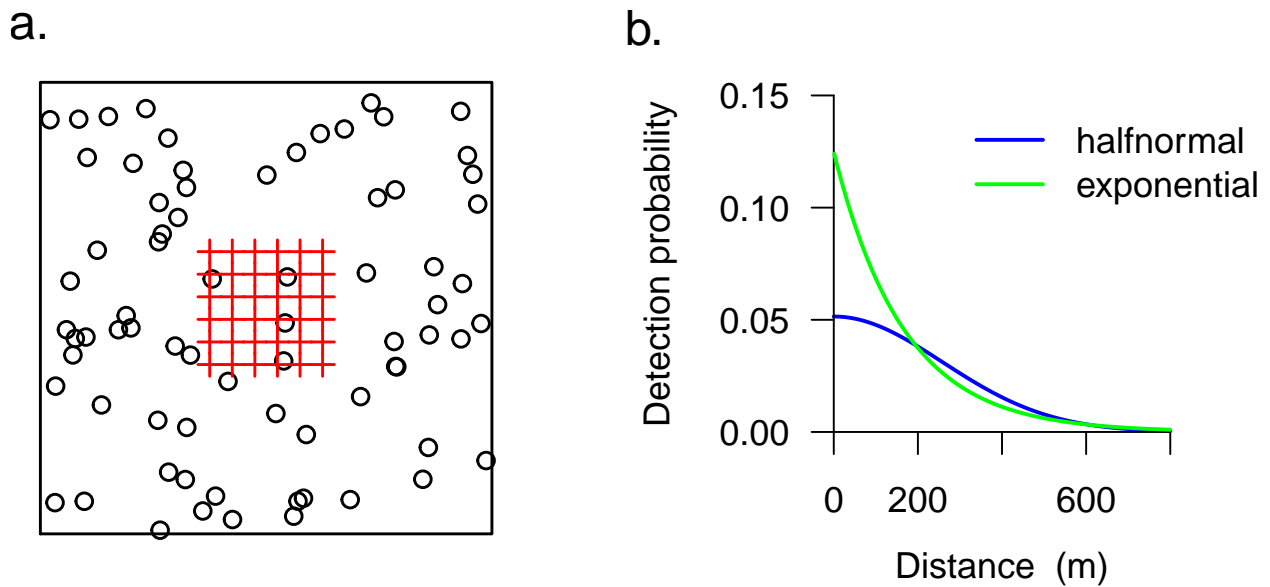 a.
b.
0.15
0.10
0.05
0.00
Detection probability
halfnormal
exponential
0 200 600
Distance (m)